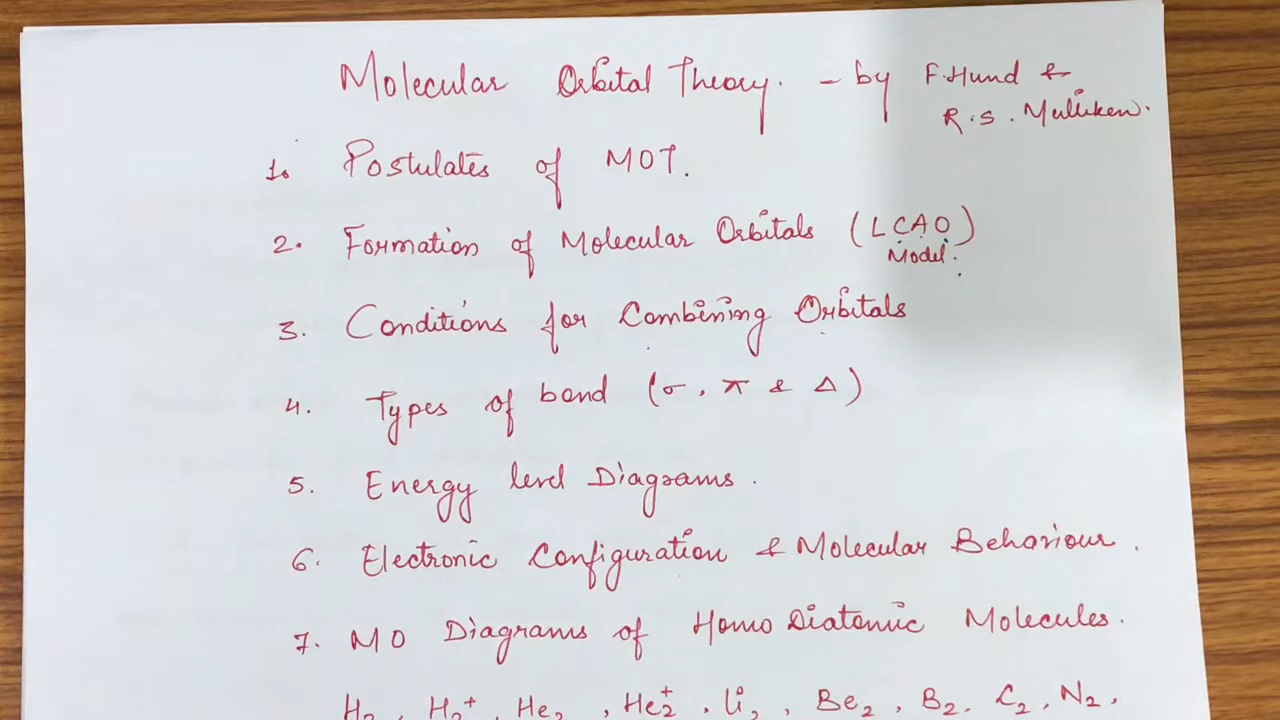 Molecular Orbital Theory. - by F.Hund &
R.S. Mulliken.
1. Postulates of MOT.
2. Formation of Molecular Orbitals (LCAO)
Model.
3. Conditions for Combining Orbitals
4. Types of bond (σ, π & Δ)
5. Energy level Diagrams.
6. Electronic Configuration & Molecular Behaviour.
7. MO Diagrams of Homo Diatomic Molecules.
H₂, H₂⁺, He₂, He₂⁺, Li₂, Be₂, B₂, C₂, N₂,